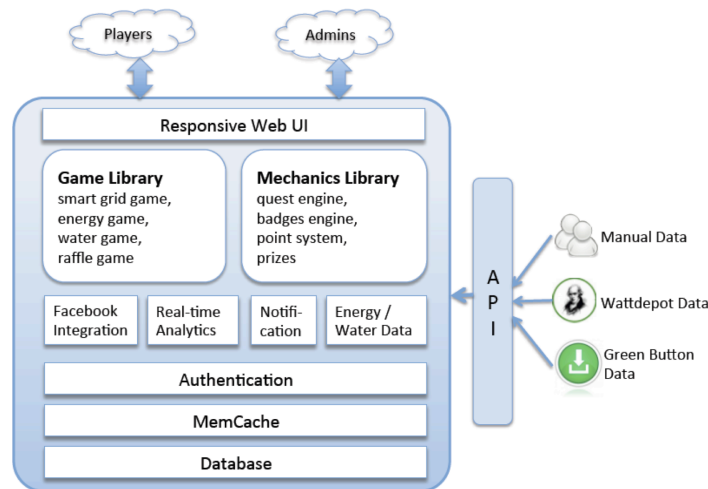 Players
Admins
Responsive Web UI
Game Library
smart grid game,
energy game,
water game,
raffle game
Mechanics Library
quest engine,
badges engine,
point system,
prizes
Facebook
Integration
Real-time
Analytics
Notifi-
cation
Energy /
Water Data
Authentication
MemCache
Database
A
P
I
Manual Data
Wattdepot Data
Green Button
Data